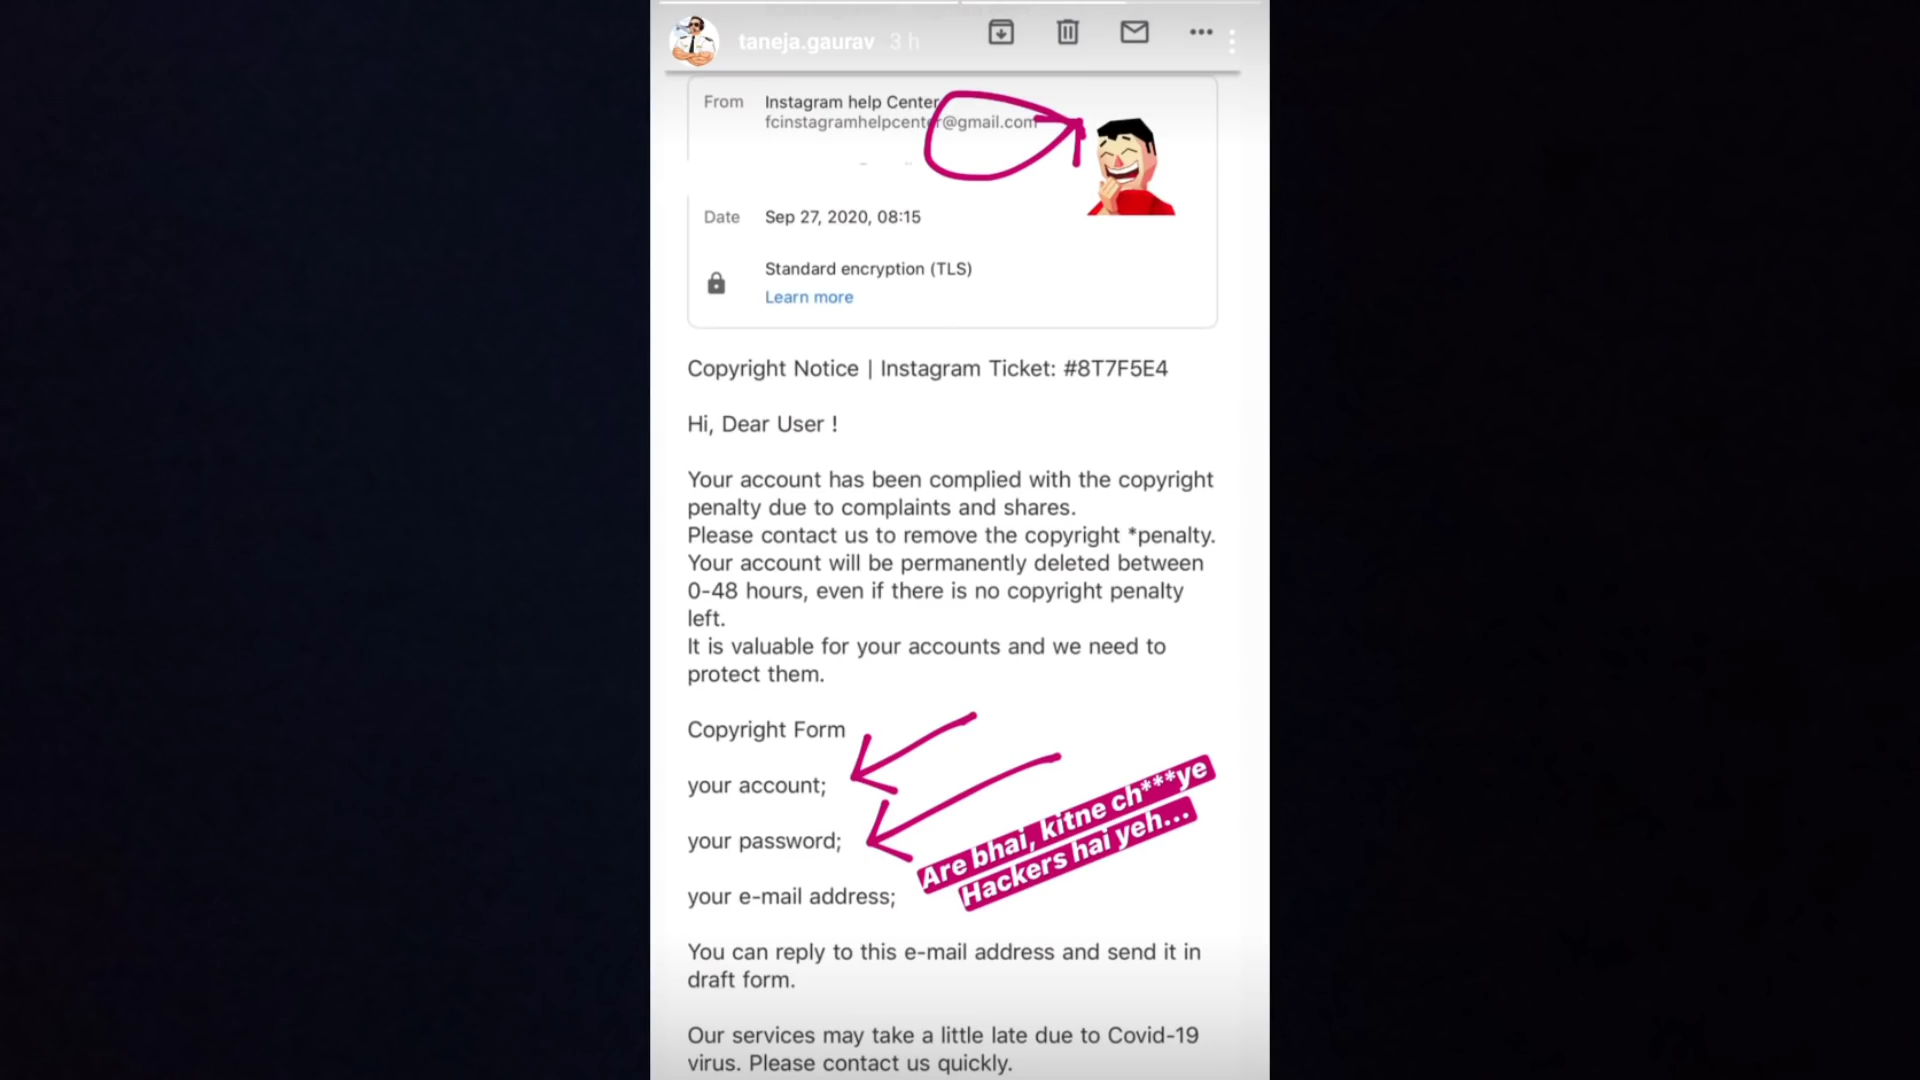 taneja.gaurav 3 h
From Instagram help Center
fcinstagramhelpcenter@gmail.com
Date Sep 27, 2020, 08:15
Standard encryption (TLS)
Learn more
Copyright Notice | Instagram Ticket: #8T7F5E4
Hi, Dear User !
Your account has been complied with the copyright
penalty due to complaints and shares.
Please contact us to remove the copyright *penalty.
Your account will be permanently deleted between
0-48 hours, even if there is no copyright penalty
left.
It is valuable for your accounts and we need to
protect them.
Copyright Form
your account;
your password;
your e-mail address;
Are bhai, kitne ch***ye
Hackers hai yeh...
You can reply to this e-mail address and send it in
draft form.
Our services may take a little late due to Covid-19
virus. Please contact us quickly.